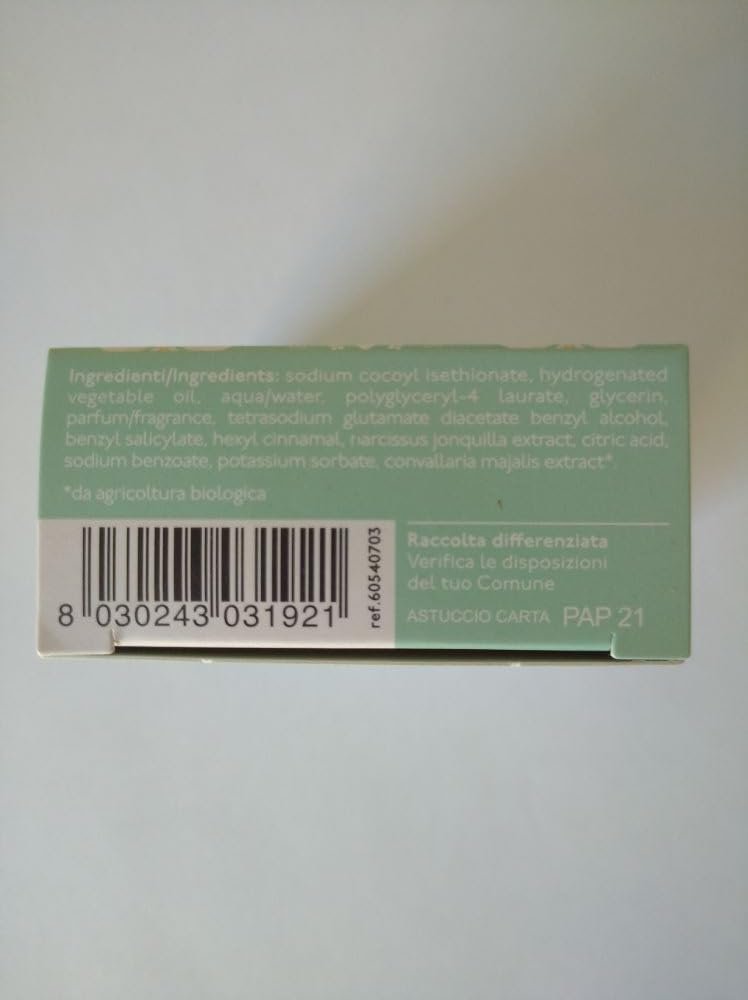 Ingredienti/Ingredients: sodium cocoyl isethionate, hydrogenated
vegetable oil, aqua/water, polyglyceryl-4 laurate, glycerin,
parfum/fragrance, tetrasodium glutamate diacetate benzyl alcohol,
benzyl salicylate, hexyl cinnamal, narcissus jonquilla extract, citric acid,
sodium benzoate, potassium sorbate, convallaria majalis extract*.
*da agricoltura biologica
8 030243 031921
ref.60540703
Raccolta differenziata
Verifica le disposizioni
del tuo Comune
ASTUCCIO CARTA PAP 21